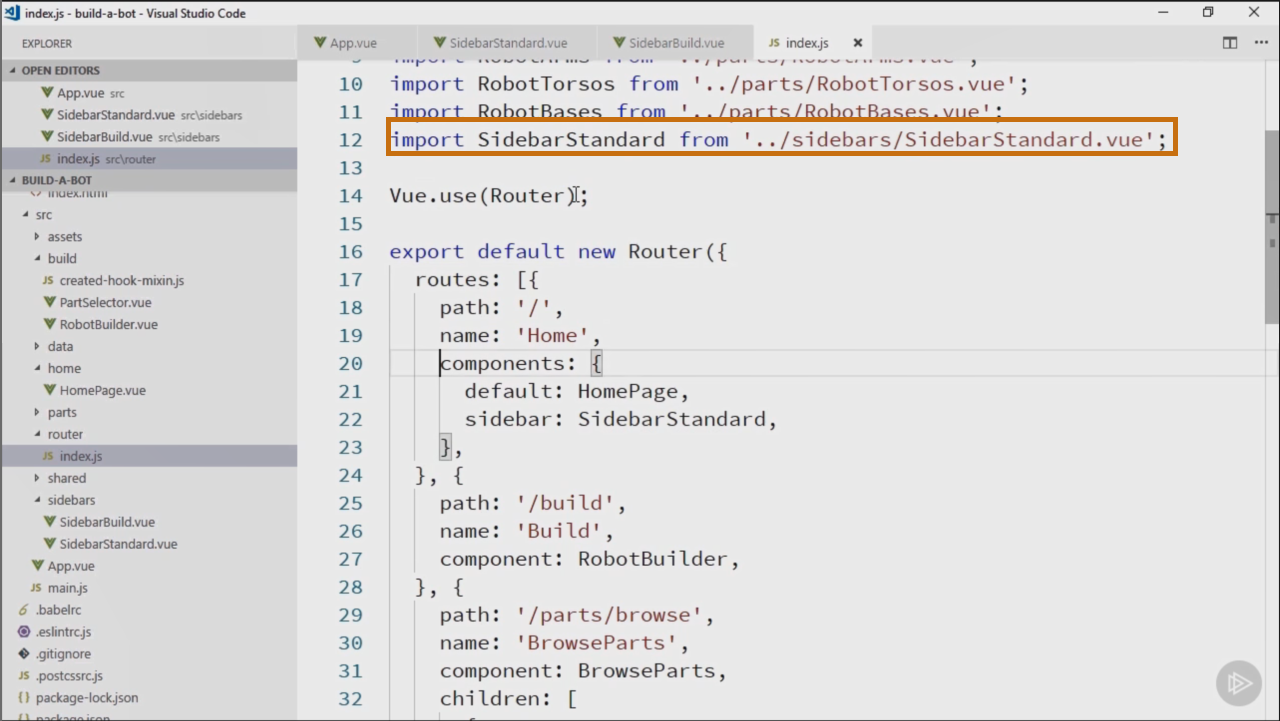 index.js - build-a-bot - Visual Studio Code
EXPLORER
OPEN EDITORS
App.vue src
SidebarStandard.vue src\sidebars
SidebarBuild.vue src\sidebars
index.js src\router
BUILD-A-BOT
index.html
src
assets
build
created-hook-mixin.js
PartSelector.vue
RobotBuilder.vue
data
home
HomePage.vue
parts
router
index.js
shared
sidebars
SidebarBuild.vue
SidebarStandard.vue
App.vue
JS main.js
.babelrc
.eslintrc.js
.gitignore
.postcssrc.js
package-lock.json
package.json
App.vue SidebarStandard.vue SidebarBuild.vue JS index.js
9 import RobotArms from '../parts/RobotArms.vue';
10 import RobotTorsos from '../parts/RobotTorsos.vue';
11 import RobotBases from '../parts/RobotBases.vue';
12 import SidebarStandard from '../sidebars/SidebarStandard.vue';
13
14 Vue.use(Router);
15
16 export default new Router({
17 routes: [{
18 path: '/',
19 name: 'Home',
20 components: {
21 default: HomePage,
22 sidebar: SidebarStandard,
23 },
24 }, {
25 path: '/build',
26 name: 'Build',
27 component: RobotBuilder,
28 }, {
29 path: '/parts/browse',
30 name: 'BrowseParts',
31 component: BrowseParts,
32 children: [
{